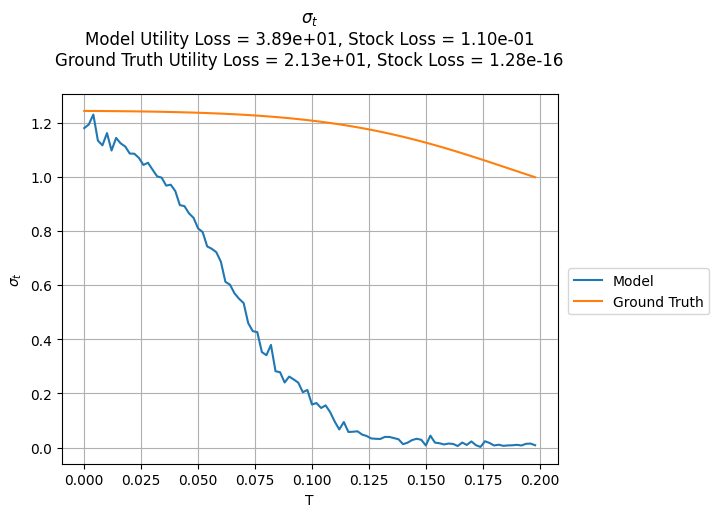 σt
Model Utility Loss = 3.89e+01, Stock Loss = 1.10e-01
Ground Truth Utility Loss = 2.13e+01, Stock Loss = 1.28e-16
1.2
1.0
0.8
0.6
0.4
0.2
0.0
σt
0.000 0.025 0.050 0.075 0.100 0.125 0.150 0.175 0.200
T
Model
Ground Truth